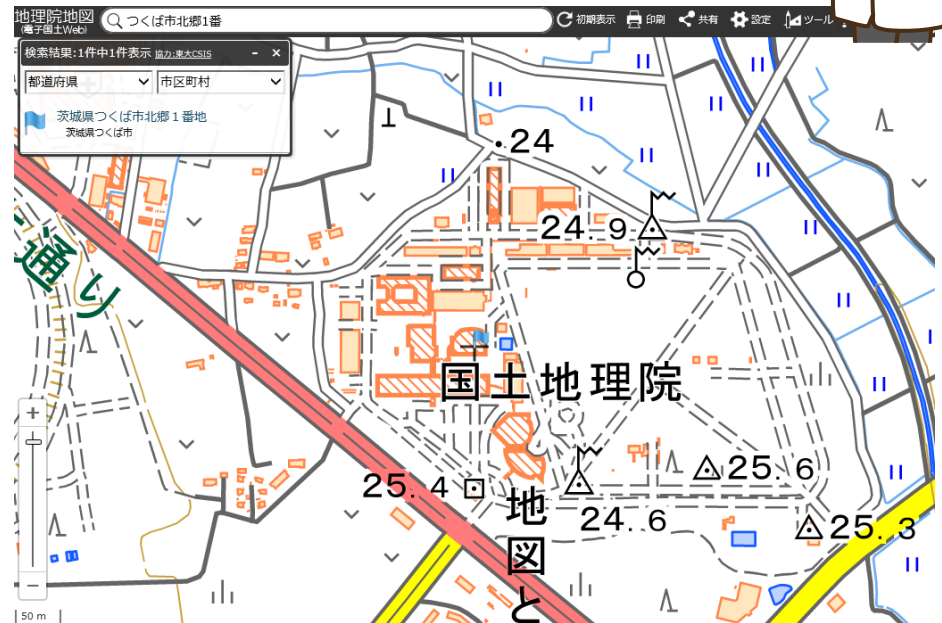 地理院地図
(電子国土Web)
つくば市北郷1番
初期表示
印刷
共有
設定
ツール
検索結果:1件中1件表示 協力:東大CSIS
- ×
都道府県
市区町村
茨城県つくば市北郷１番地
茨城県つくば市
24
24.9
通り
国土地理院
25.4
25.6
24.6
25.3
地図と
+
-
50 m